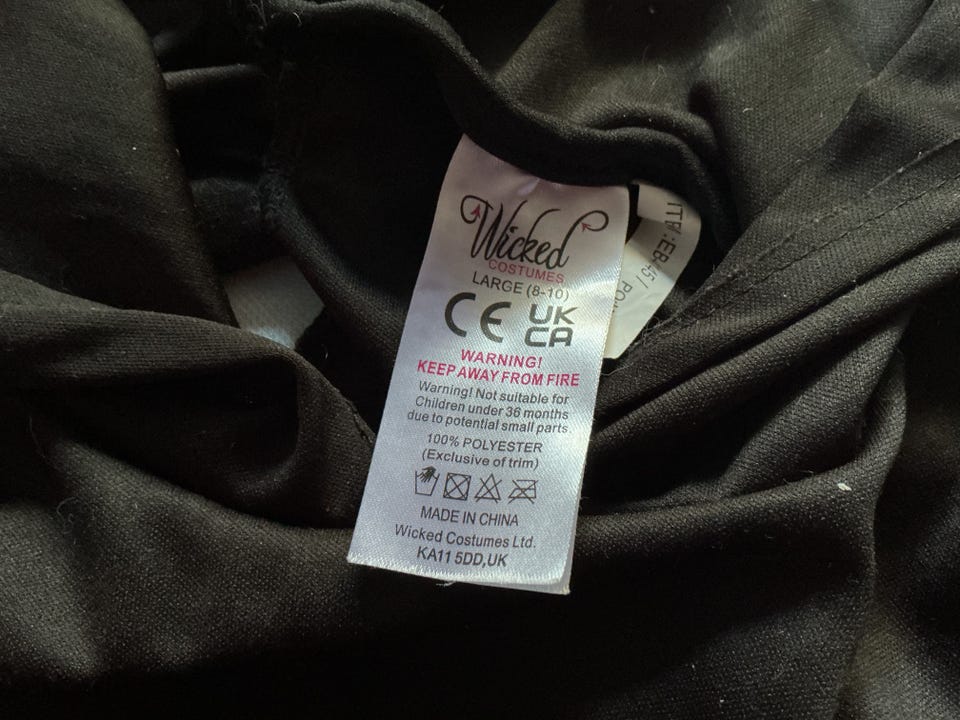 Wicked
COSTUMES
LARGE (8-10)
CE UK
CA
WARNING!
KEEP AWAY FROM FIRE
Warning! Not suitable for
Children under 36 months
due to potential small parts.
100% POLYESTER
(Exclusive of trim)
MADE IN CHINA
Wicked Costumes Ltd.
KA11 5DD,UK